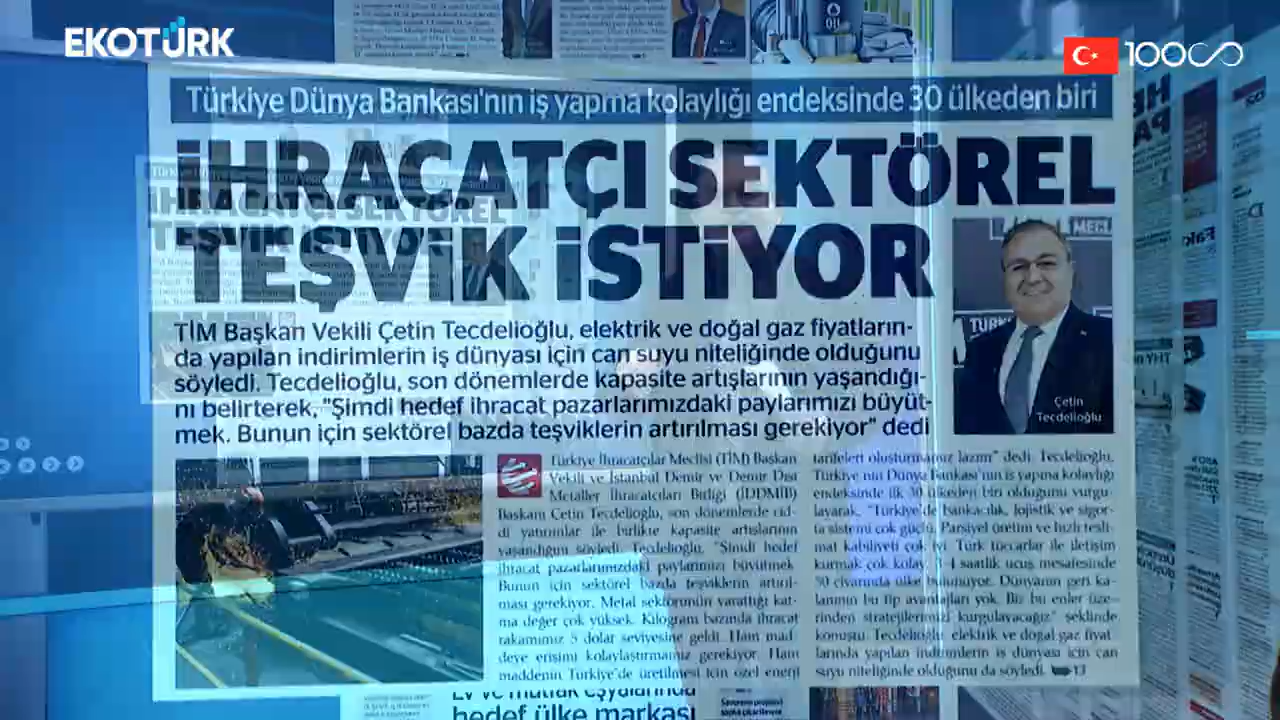 EKOTÜRK
100
OIL
Türkiye Dünya Bankası'nın iş yapma kolaylığı endeksinde 30 ülkeden biri
İHRACATÇI SEKTÖREL
TEŞVİK İSTİYOR
MECL
TÜRK
TİM Başkan Vekili Çetin Tecdelioğlu, elektrik ve doğal gaz fiyatların-
da yapılan indirimlerin iş dünyası için can suyu niteliğinde olduğunu
söyledi. Tecdelioğlu, son dönemlerde kapasite artışlarının yaşandığı-
nı belirterek, "Şimdi hedef ihracat pazarlarımızdaki paylarımızı büyüt-
mek. Bunun için sektörel bazda teşviklerin artırılması gerekiyor" dedi
Çetin
Tecdelioğlu
Türkiye İhracatçılar Meclisi (TİM) Başkan
Vekili ve İstanbul Demir ve Demir Dışı
Metaller İhracatçıları Birliği (İDDMİB)
Başkanı Çetin Tecdelioğlu, son dönemlerde cid-
di yatırımlar ile birlikte kapasite artışlarının
yaşandığını söyledi. Tecdelioğlu, "Şimdi hedef
ihracat pazarlarımızdaki paylarımızı büyütmek.
Bunun için sektörel bazda teşviklerin artırıl-
ması gerekiyor. Metal sektörünün yarattığı kat-
ma değer çok yüksek. Kilogram bazında ihracat
rakamımız 5 dolar seviyesine geldi. Ham mad-
deye erişimi kolaylaştırmamız gerekiyor. Ham
maddenin Türkiye'de üretilmesi için özel enerji
tarifeleri oluşturmamız lazım" dedi. Tecdelioğlu,
Türkiye'nin Dünya Bankası'nın iş yapma kolaylığı
endeksinde ilk 30 ülkeden biri olduğunu vurgu-
layarak, "Türkiye'de bankacılık, lojistik ve sigor-
ta sistemi çok güçlü. Parsiyel üretim ve hızlı tesli-
mat kabiliyeti çok iyi. Türk tüccarlar ile iletişim
kurmak çok kolay. 3-4 saatlik uçuş mesafesinde
50 civarında ülke bulunuyor. Dünyanın geri ka-
lanının bu tip avantajları yok. Biz bu enler üze-
rinden stratejilerimizi kurgulayacağız" şeklinde
konuştu. Tecdelioğlu elektrik ve doğal gaz fiyat
larında yapılan indirimlerin iş dünyası için can
suyu niteliğinde olduğunu da söyledi. 13
Ev ve mutfak eşyalarında
hedef ülke markası